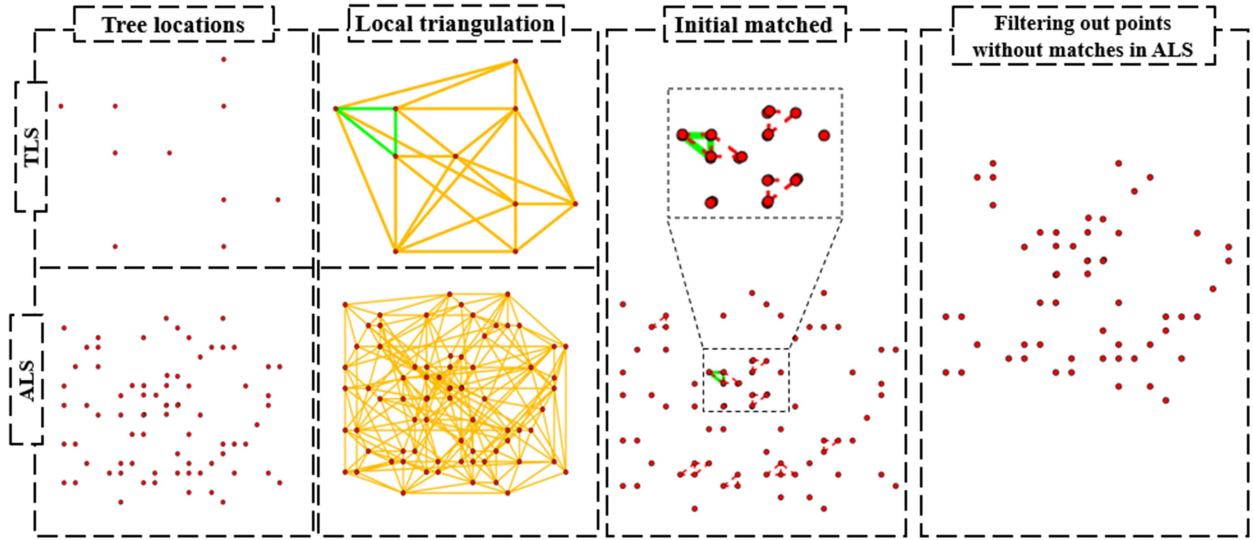 Tree locations
Local triangulation
Initial matched
Filtering out points
without matches in ALS
TLS
ALS